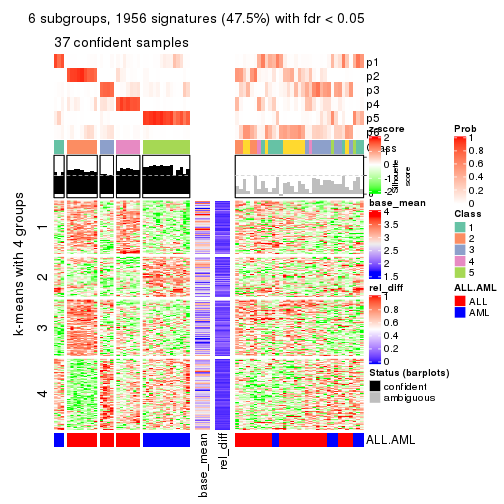 6 subgroups, 1956 signatures (47.5%) with fdr < 0.05
37 confident samples
p1
p2
p3
p4
p5
Class
Silhouette
score
1
2
3
4
k-means with 4 groups
base_mean
rel_diff
ALL.AML
z-score
2
1
0
-1
-2
base_mean
4
3.5
3
2.5
2
1.5
rel_diff
1
0.8
0.6
0.4
0.2
0
Status (barplots)
confident
ambiguous
Prob
1
0.8
0.6
0.4
0.2
0
Class
1
2
3
4
5
ALL.AML
ALL
AML